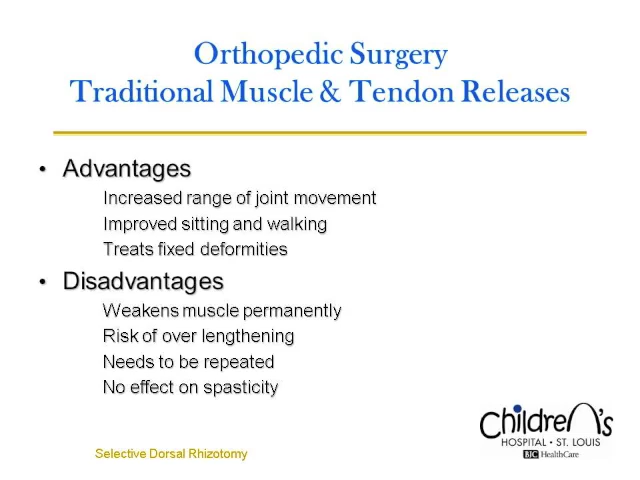 Orthopedic Surgery
Traditional Muscle & Tendon Releases
• Advantages
Increased range of joint movement
Improved sitting and walking
Treats fixed deformities
• Disadvantages
Weakens muscle permanently
Risk of over lengthening
Needs to be repeated
No effect on spasticity
Selective Dorsal Rhizotomy
Children's
HOSPITAL • ST. LOUIS
BJC HealthCare